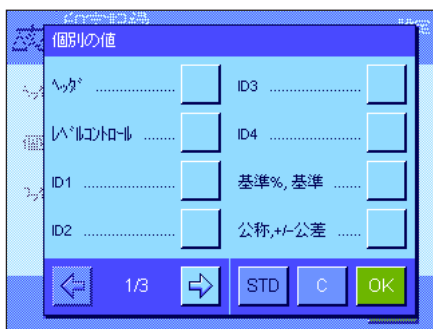 個別の値
ﾍｯﾀﾞ ..................
ﾚﾍﾞﾙｺﾝﾄﾛｰﾙ ........
ID1 .....................
ID2 .....................
ID3 .....................
ID4 .....................
基準%, 基準 ......
公称,+/-公差 .....
1/3
STD
C
OK